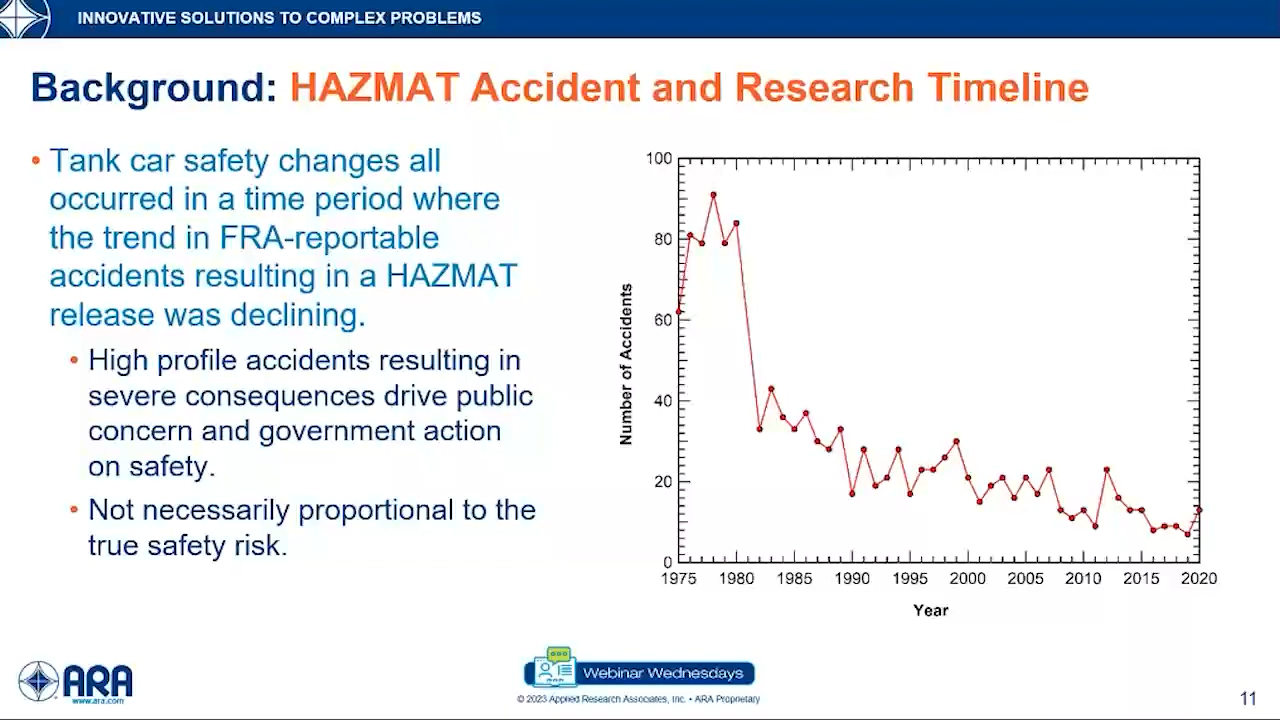 INNOVATIVE SOLUTIONS TO COMPLEX PROBLEMS
Background: HAZMAT Accident and Research Timeline
• Tank car safety changes all
occurred in a time period where
the trend in FRA-reportable
accidents resulting in a HAZMAT
release was declining.
• High profile accidents resulting in
severe consequences drive public
concern and government action
on safety.
• Not necessarily proportional to the
true safety risk.
Number of Accidents
100
80
60
40
20
0
1975 1980 1985 1990 1995 2000 2005 2010 2015 2020
Year
ARA
www.ara.com
Webinar Wednesdays
© 2023 Applied Research Associates, Inc. • ARA Proprietary
11